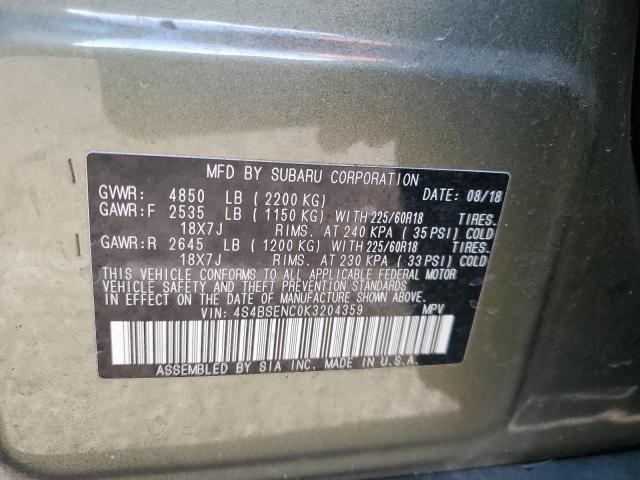 MFD BY SUBARU CORPORATION
GVWR: 4850 LB ( 2200 KG) DATE: 08/18
GAWR:F 2535 LB ( 1150 KG) WITH 225/60R18 TIRES.
18X7J RIMS. AT 240 KPA ( 35 PSI) COLD
GAWR:R 2645 LB ( 1200 KG) WITH 225/60R18 TIRES.
18X7J RIMS. AT 230 KPA ( 33 PSI) COLD
THIS VEHICLE CONFORMS TO ALL APPLICABLE FEDERAL MOTOR
VEHICLE SAFETY AND THEFT PREVENTION STANDARDS
IN EFFECT ON THE DATE OF MANUFACTURE SHOWN ABOVE.
VIN: 4S4BSENC0K3204359 MPV
ASSEMBLED BY SIA INC. MADE IN U.S.A.